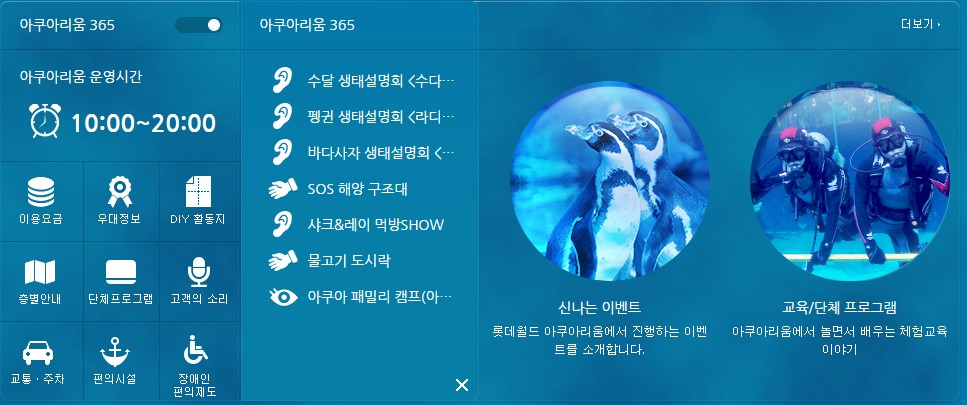 아쿠아리움 365
아쿠아리움 운영시간
10:00~20:00
이용요금
우대정보
DIY 활동지
층별안내
단체프로그램
고객의 소리
교통 · 주차
편의시설
장애인
편의제도
아쿠아리움 365
수달 생태설명회 <수다…
펭귄 생태설명회 <라디…
바다사자 생태설명회 <…
SOS 해양 구조대
샤크&레이 먹방SHOW
물고기 도시락
아쿠아 패밀리 캠프(아…
더보기
신나는 이벤트
롯데월드 아쿠아리움에서 진행하는 이벤
트를 소개합니다.
교육/단체 프로그램
아쿠아리움에서 놀면서 배우는 체험교육
이야기